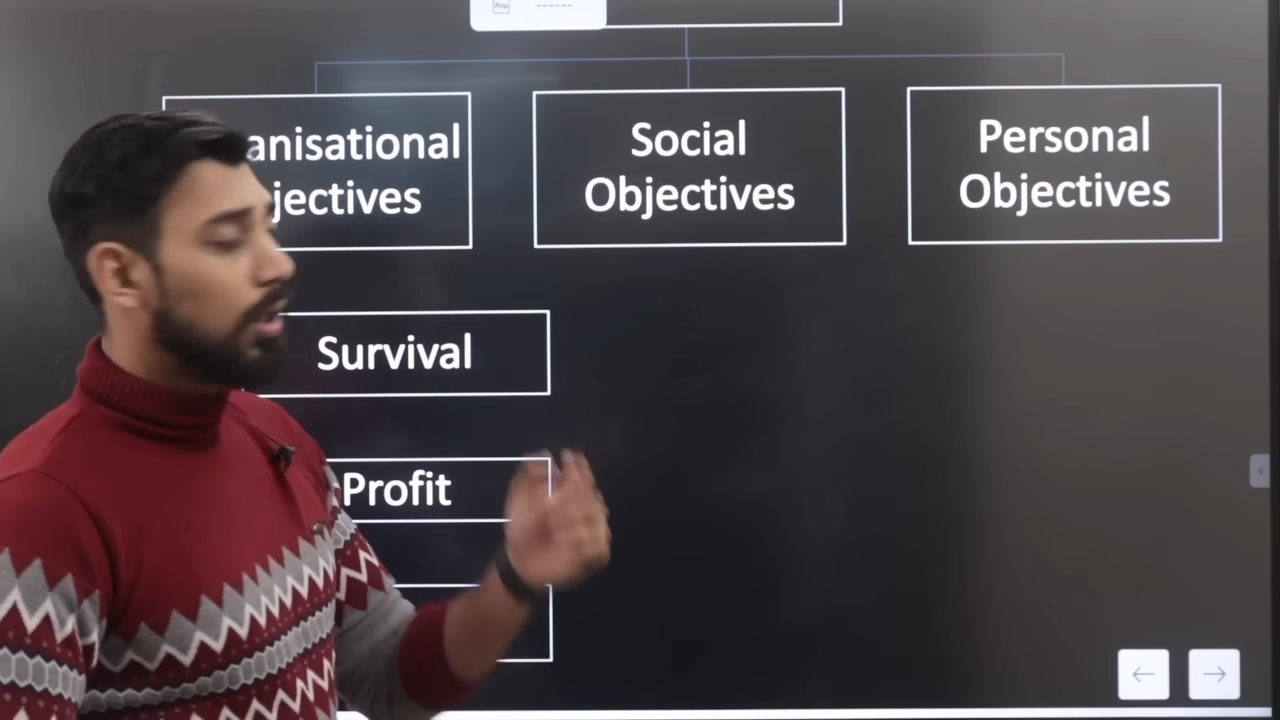 anisational
jectives
Social
Objectives
Personal
Objectives
Survival
Profit